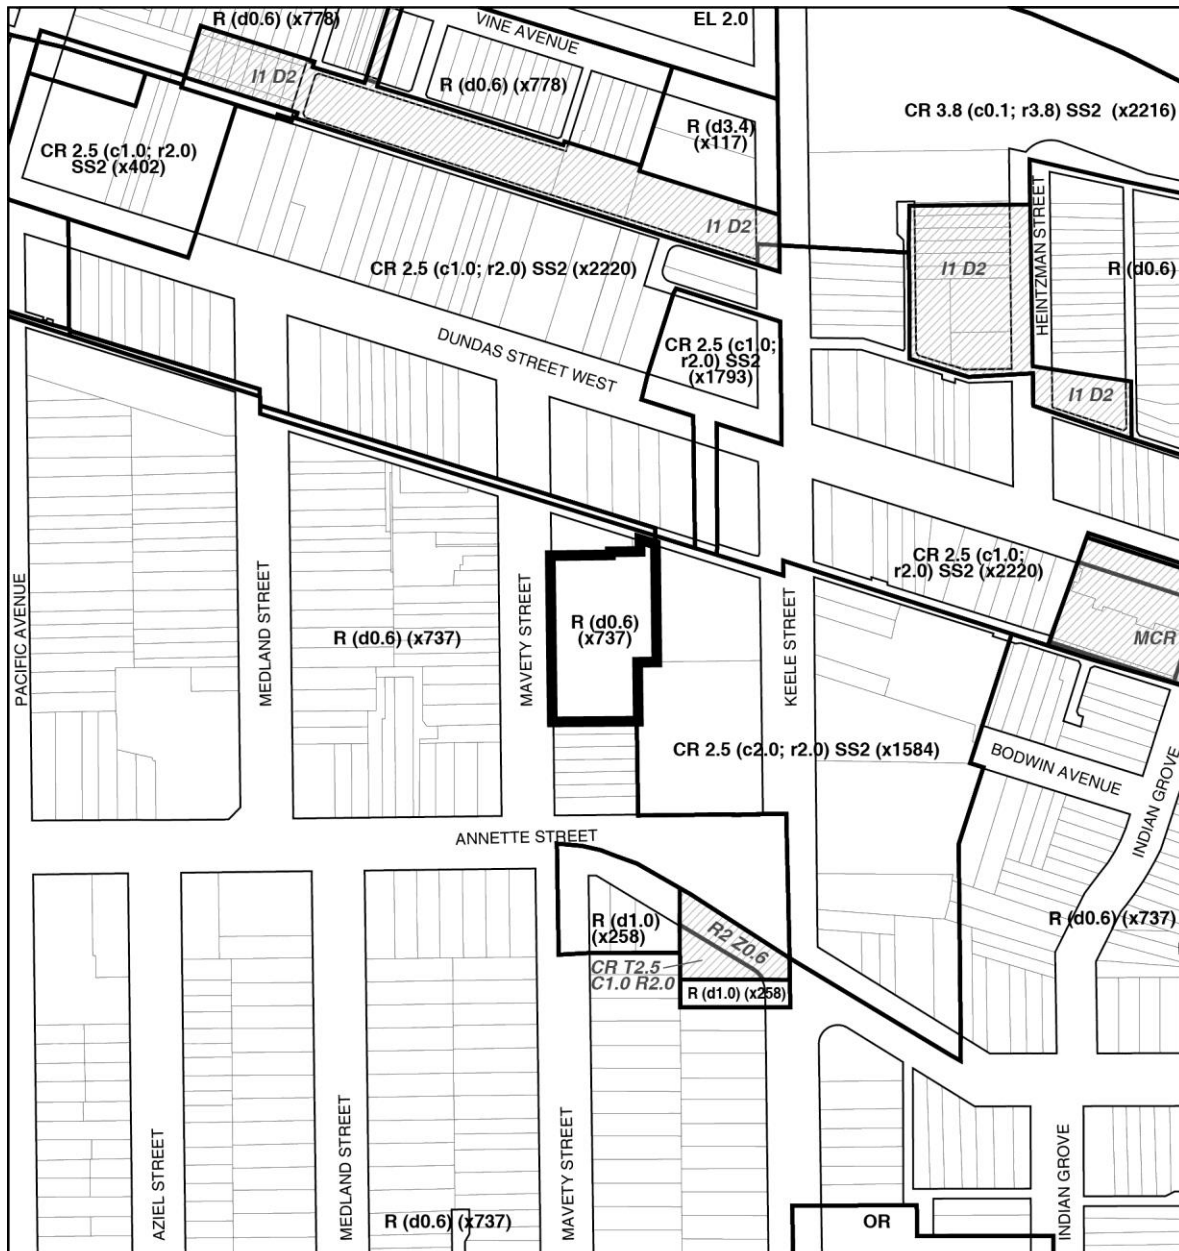 R (d0.6) (x778)
VINE AVENUE
EL 2.0
I1 D2
R (d0.6) (x778)
CR 3.8 (c0.1; r3.8) SS2 (x2216)
R (d3.4)
(x117)
CR 2.5 (c1.0; r2.0)
SS2 (x402)
HEINTZMAN STREET
I1 D2
CR 2.5 (c1.0; r2.0) SS2 (x2220)
I1 D2
R (d0.6)
DUNDAS STREET WEST
CR 2.5 (c1.0;
r2.0) SS2
(x1793)
I1 D2
CR 2.5 (c1.0;
r2.0) SS2 (x2220)
PACIFIC AVENUE
MEDLAND STREET
R (d0.6) (x737)
MAVETY STREET
R (d0.6)
(x737)
KEELE STREET
MCR
CR 2.5 (c2.0; r2.0) SS2 (x1584)
BODWIN AVENUE
INDIAN GROVE
ANNETTE STREET
R (d1.0)
(x258)
R2 Z0.6
R (d0.6) (x737)
CR T2.5
C1.0 R2.0
R (d1.0) (x258)
AZIEL STREET
MEDLAND STREET
R (d0.6) (x737)
MAVETY STREET
OR
INDIAN GROVE